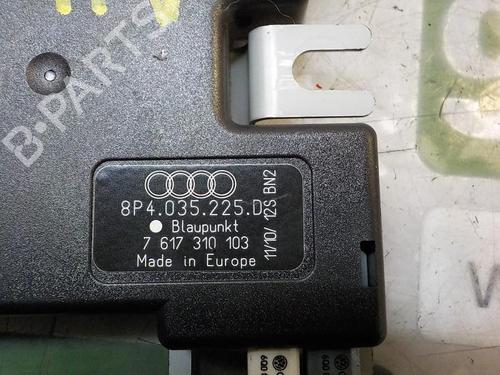 B-PARTS
8P4.035.225.D
Blaupunkt
7 617 310 103
Made in Europe
11/10/ 12S BN2